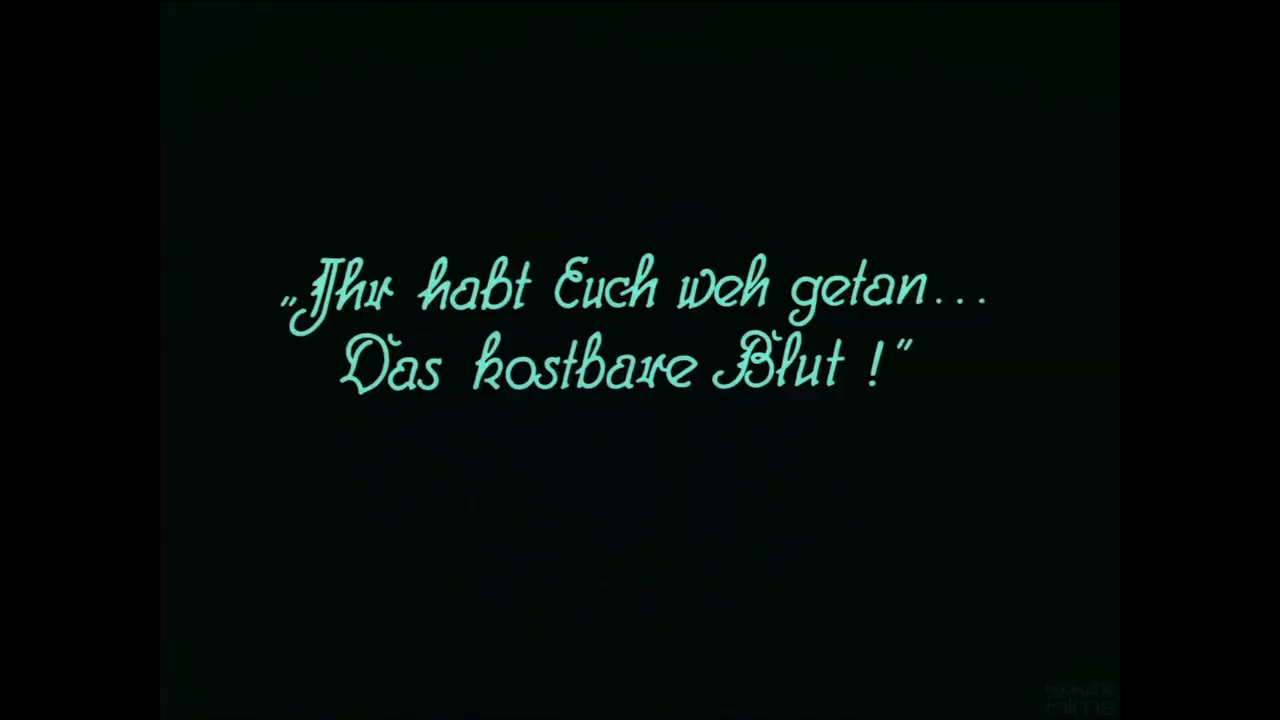 „Ihr habt Euch weh getan...
Das kostbare Blut !”